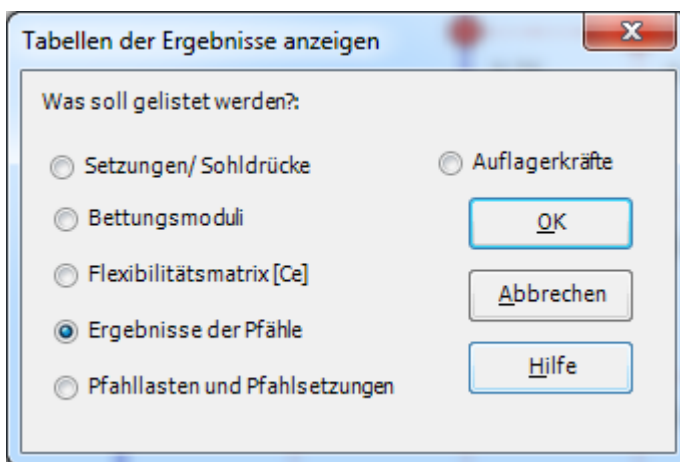 Tabellen der Ergebnisse anzeigen
Was soll gelistet werden?:
Setzungen/ Sohldrücke
Auflagerkräfte
Bettungsmoduli
OK
Flexibilitätsmatrix [Ce]
Abbrechen
Ergebnisse der Pfähle
Hilfe
Pfahllasten und Pfahlsetzungen